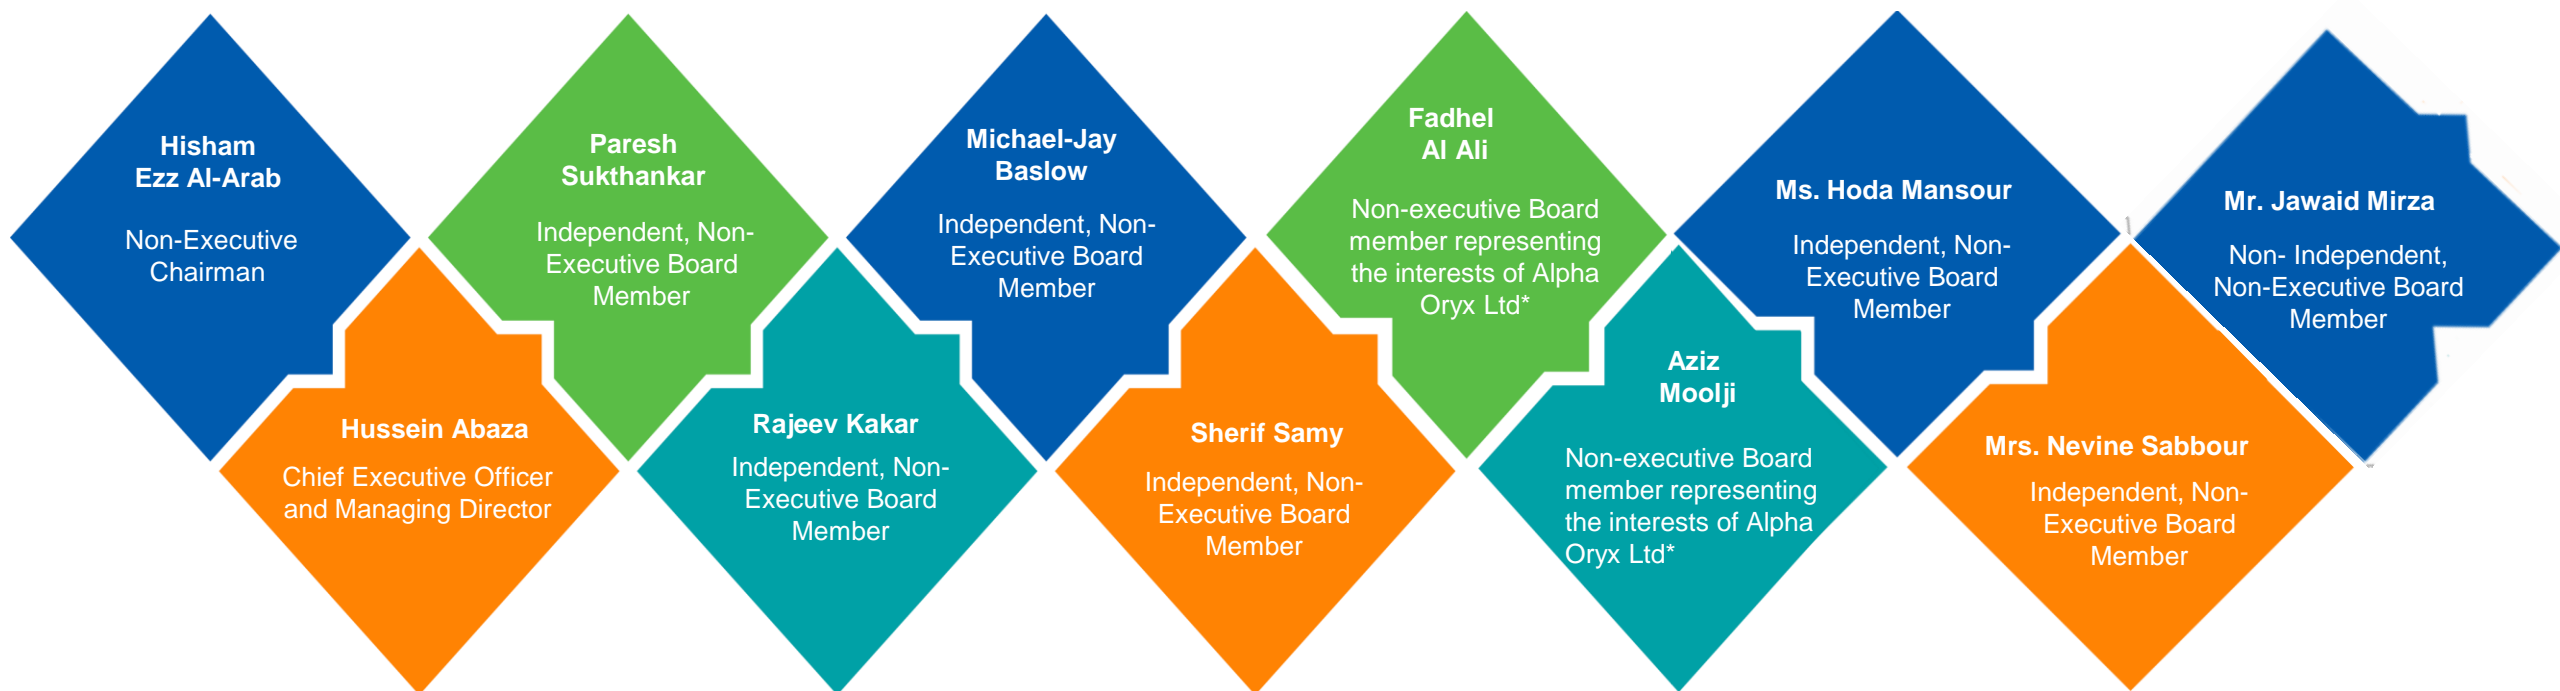 Hisham
Ezz Al-Arab
Non-Executive
Chairman
Hussein Abaza
Chief Executive Officer
and Managing Director
Paresh
Sukthankar
Independent, Non-
Executive Board
Member
Rajeev Kakar
Independent, Non-
Executive Board
Member
Michael-Jay
Baslow
Independent, Non-
Executive Board
Member
Sherif Samy
Independent, Non-
Executive Board
Member
Fadhel
Al Ali
Non-executive Board
member representing
the interests of Alpha
Oryx Ltd*
Aziz
Moolji
Non-executive Board
member representing
the interests of Alpha
Oryx Ltd*
Ms. Hoda Mansour
Independent, Non-
Executive Board
Member
Mrs. Nevine Sabbour
Independent, Non-
Executive Board
Member
Mr. Jawaid Mirza
Non- Independent,
Non-Executive Board
Member